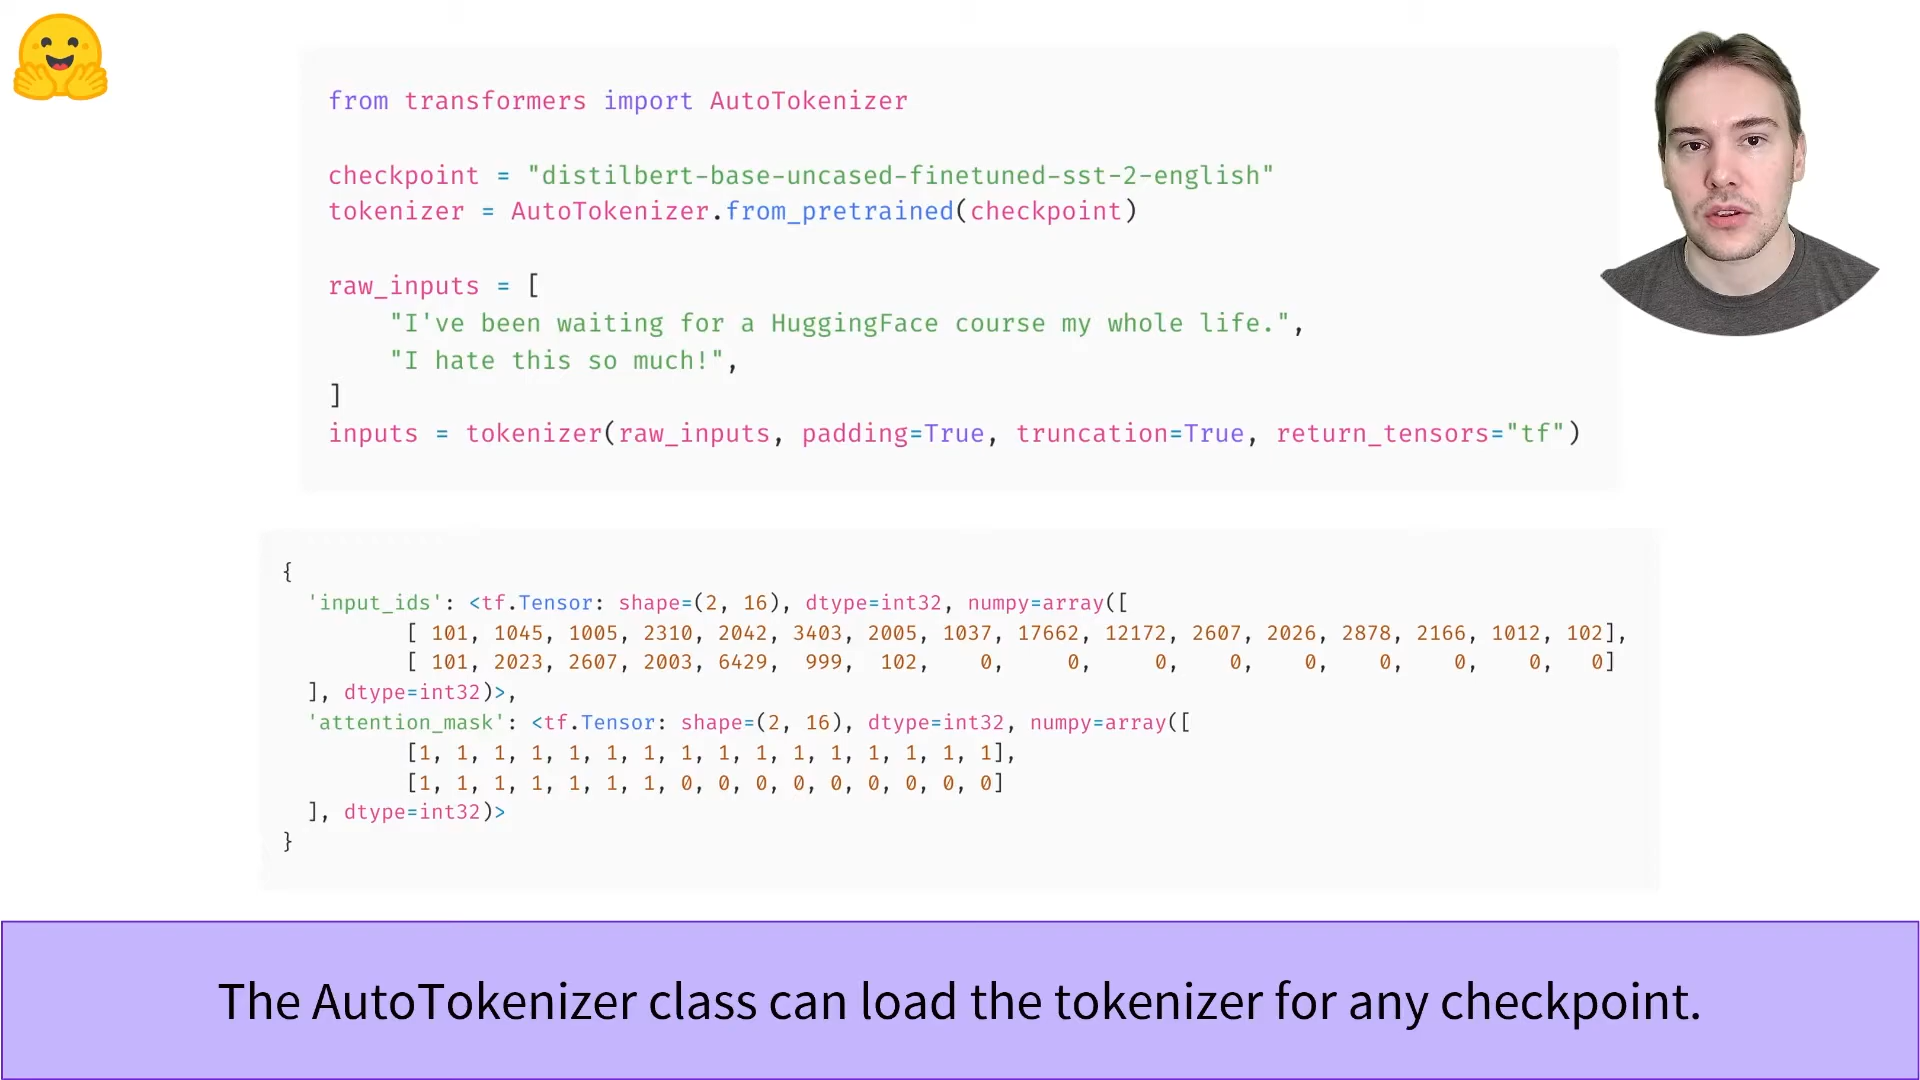 from transformers import AutoTokenizer
checkpoint = "distilbert-base-uncased-finetuned-sst-2-english"
tokenizer = AutoTokenizer.from_pretrained(checkpoint)
raw_inputs = [
    "I've been waiting for a HuggingFace course my whole life.",
    "I hate this so much!",
]
inputs = tokenizer(raw_inputs, padding=True, truncation=True, return_tensors="tf")
{
  'input_ids': <tf.Tensor: shape=(2, 16), dtype=int32, numpy=array([
          [ 101, 1045, 1005, 2310, 2042, 3403, 2005, 1037, 17662, 12172, 2607, 2026, 2878, 2166, 1012, 102],
          [ 101, 2023, 2607, 2003, 6429,  999,  102,    0,     0,     0,    0,    0,    0,    0,    0,   0]
  ], dtype=int32)>,
  'attention_mask': <tf.Tensor: shape=(2, 16), dtype=int32, numpy=array([
          [1, 1, 1, 1, 1, 1, 1, 1, 1, 1, 1, 1, 1, 1, 1, 1],
          [1, 1, 1, 1, 1, 1, 1, 0, 0, 0, 0, 0, 0, 0, 0, 0]
  ], dtype=int32)>
}
The AutoTokenizer class can load the tokenizer for any checkpoint.